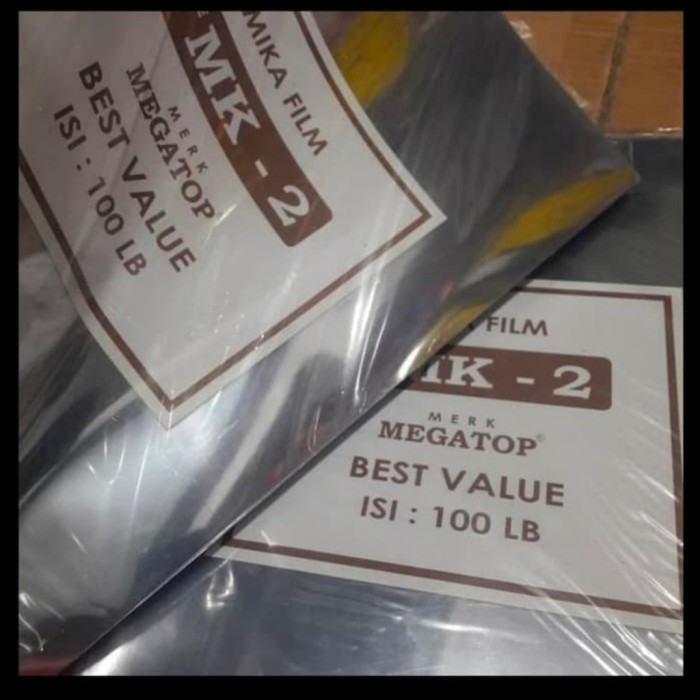 MIKA FILM
MK - 2
MERK
MEGATOP
BEST VALUE
ISI : 100 LB
FILM
MK - 2
MERK
MEGATOP®
BEST VALUE
ISI : 100 LB